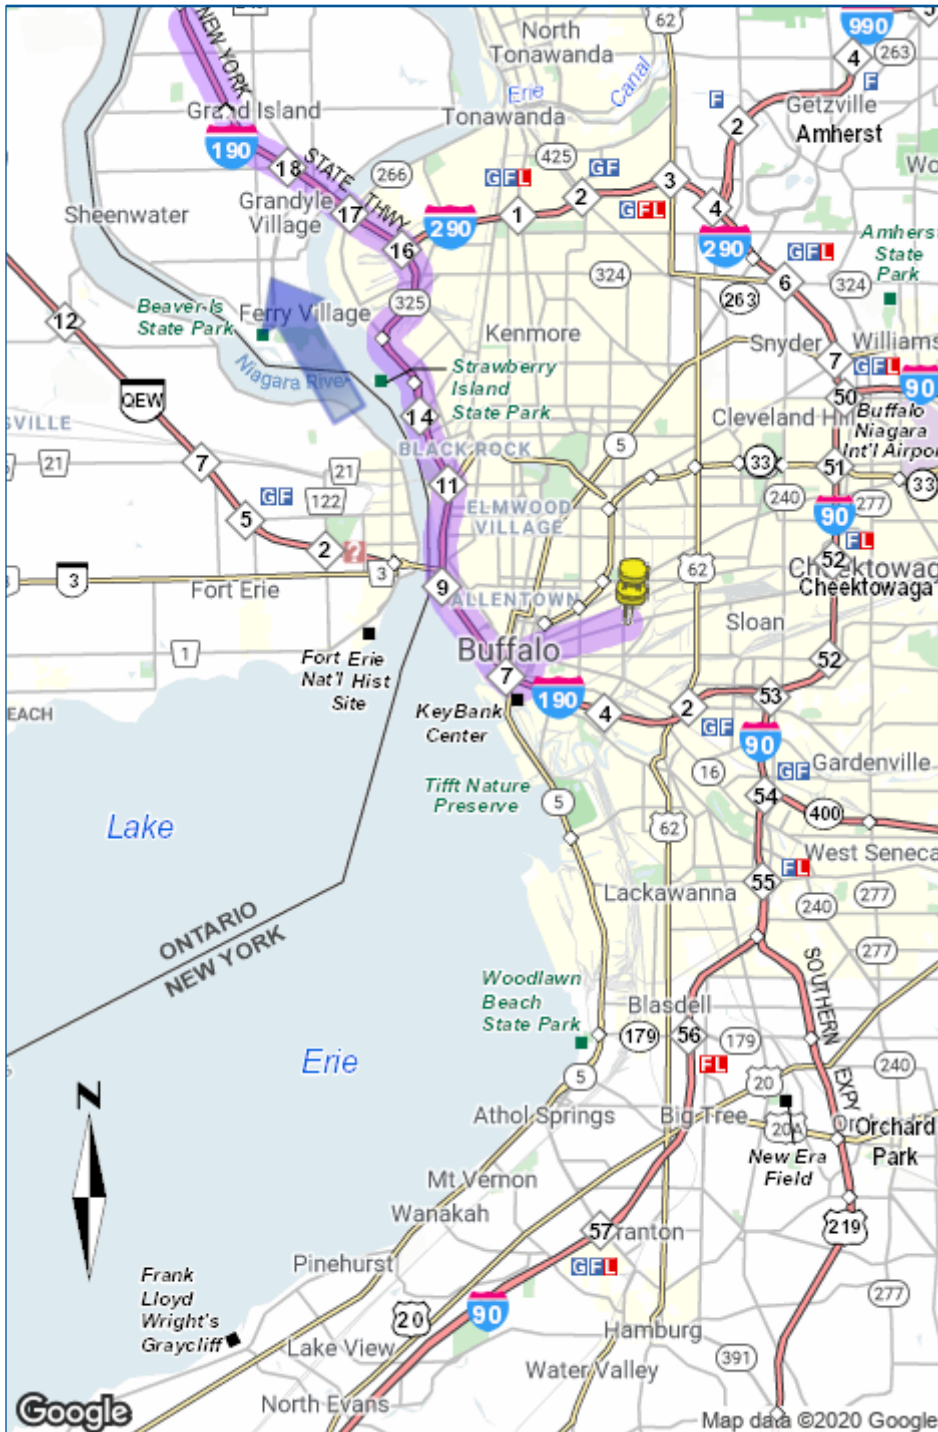 62
990
263
4
F
NEW YORK
North
Tonawanda
Erie
Canal
F
Getzville
2
Amherst
Grand Island
Tonawanda
190
425
GF
18
STATE THWY
266
GFL
2
3
Sheenwater
Grandyle
Village
17
1
GFL
4
16
290
290
Amherst
State
Park
GFL
6
324
324
12
Beaver-Is
State Park
Ferry Village
325
263
Kenmore
Snyder
Williams
7
GFL
Niagara River
Strawberry
Island
State Park
90
QEW
50
Cleveland Hill
Buffalo
Niagara
Int'l Airpor
SVILLE
14
BLACK ROCK
5
21
7
21
33
51
33
GF
122
11
ELMWOOD
VILLAGE
240
277
90
5
2
?
FL
52
3
3
Fort Erie
9
ALLENTOWN
62
Cheektowaga
Cheektowaga
Sloan
1
Fort Erie
Nat'l Hist
Site
Buffalo
7
52
53
190
EACH
KeyBank
Center
4
2
GF
90
Tifft Nature
Preserve
16
GF
Gardenville
5
54
400
Lake
62
West Seneca
FL
55
Lackawanna
240
277
ONTARIO
NEW YORK
277
SOUTHERN
EXPY
Woodlawn
Beach
State Park
Blasdell
179
56
179
Erie
FL
240
5
20
N
Athol Springs
Big Tree
20A
Orchard
Park
New Era
Field
Mt Vernon
Wanakah
57
219
Pinehurst
GFL
Frank
Lloyd
Wright's
Graycliff
277
90
20
Lake View
Hamburg
Water Valley
391
North Evans
Google
Map data ©2020 Google